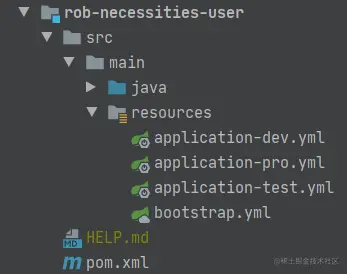 rob-necessities-user
src
main
java
resources
application-dev.yml
application-pro.yml
application-test.yml
bootstrap.yml
MD↓
HELP.md
m pom.xml
@稀土掘金技术社区